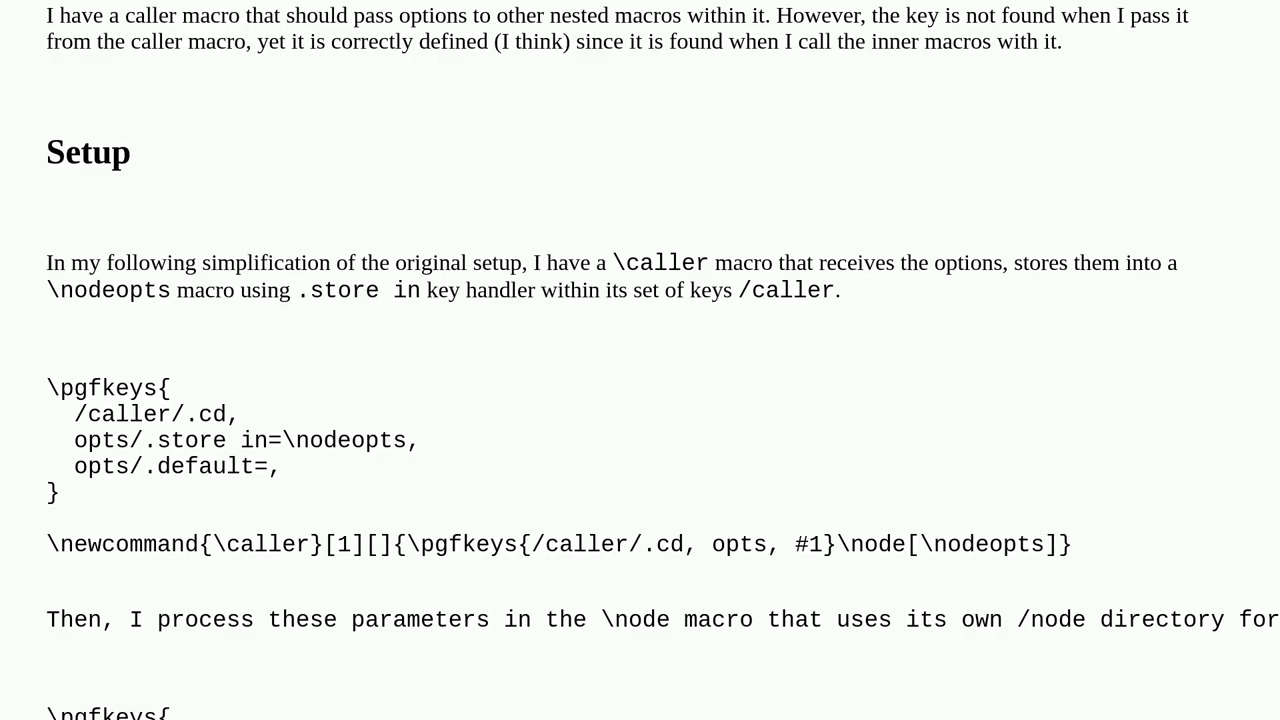 I have a caller macro that should pass options to other nested macros within it. However, the key is not found when I pass it
from the caller macro, yet it is correctly defined (I think) since it is found when I call the inner macros with it.
Setup
In my following simplification of the original setup, I have a \caller macro that receives the options, stores them into a
\nodeopts macro using .store in key handler within its set of keys /caller.
\pgfkeys{
  /caller/.cd,
  opts/.store in=\nodeopts,
  opts/.default=,
}
\newcommand{\caller}[1][]{\pgfkeys{/caller/.cd, opts, #1}\node[\nodeopts]}
Then, I process these parameters in the \node macro that uses its own /node directory for
\pgfkeys{